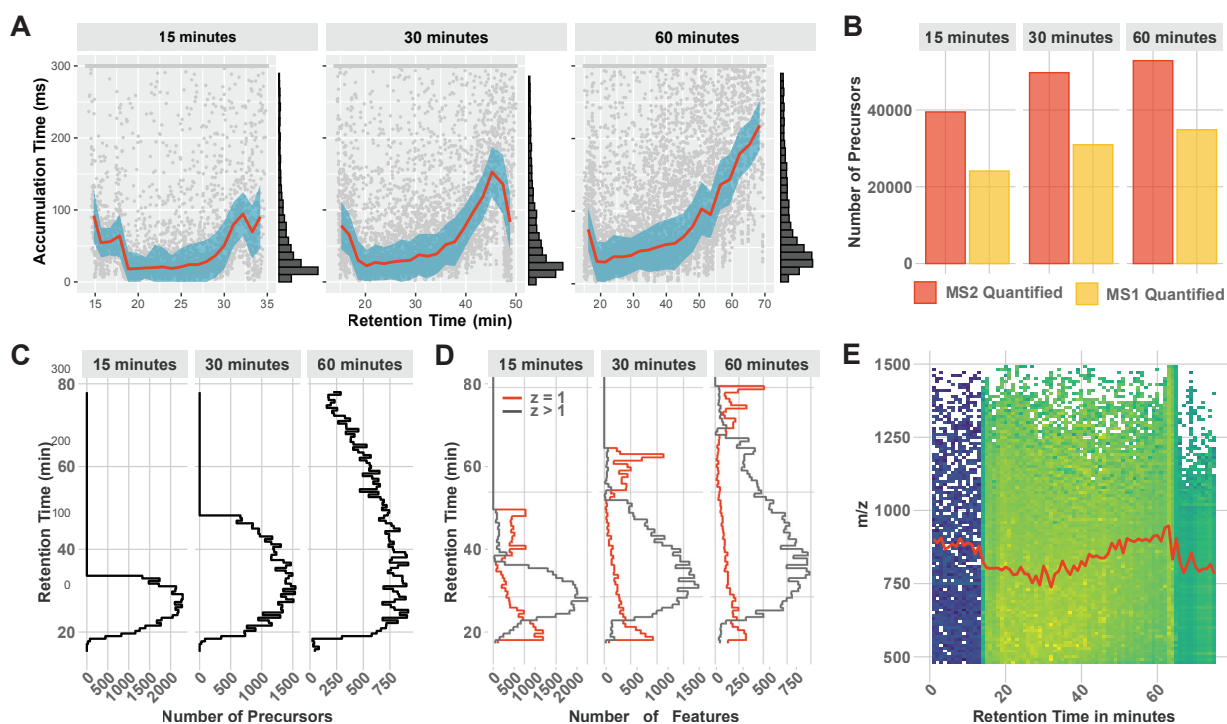 A
15 minutes
30 minutes
60 minutes
Accumulation Time (ms)
300
200
100
0
15
20
25
30
35
20
30
40
50
20
30
40
50
60
70
Retention Time (min)
B
15 minutes
30 minutes
60 minutes
Number of Precursors
40000
20000
0
MS2 Quantified
MS1 Quantified
C
15 minutes
30 minutes
60 minutes
Retention Time (min)
300
80
200
60
100
40
0
20
0
500
1000
1500
2000
0
500
1000
1500
0
250
500
750
Number of Precursors
D
15 minutes
30 minutes
60 minutes
z = 1
z > 1
Retention Time (min)
80
60
40
20
0
500
1000
1500
2000
0
500
1000
1500
0
250
500
750
Number of Features
E
m/z
1500
1250
1000
750
500
0
20
40
60
Retention Time in minutes